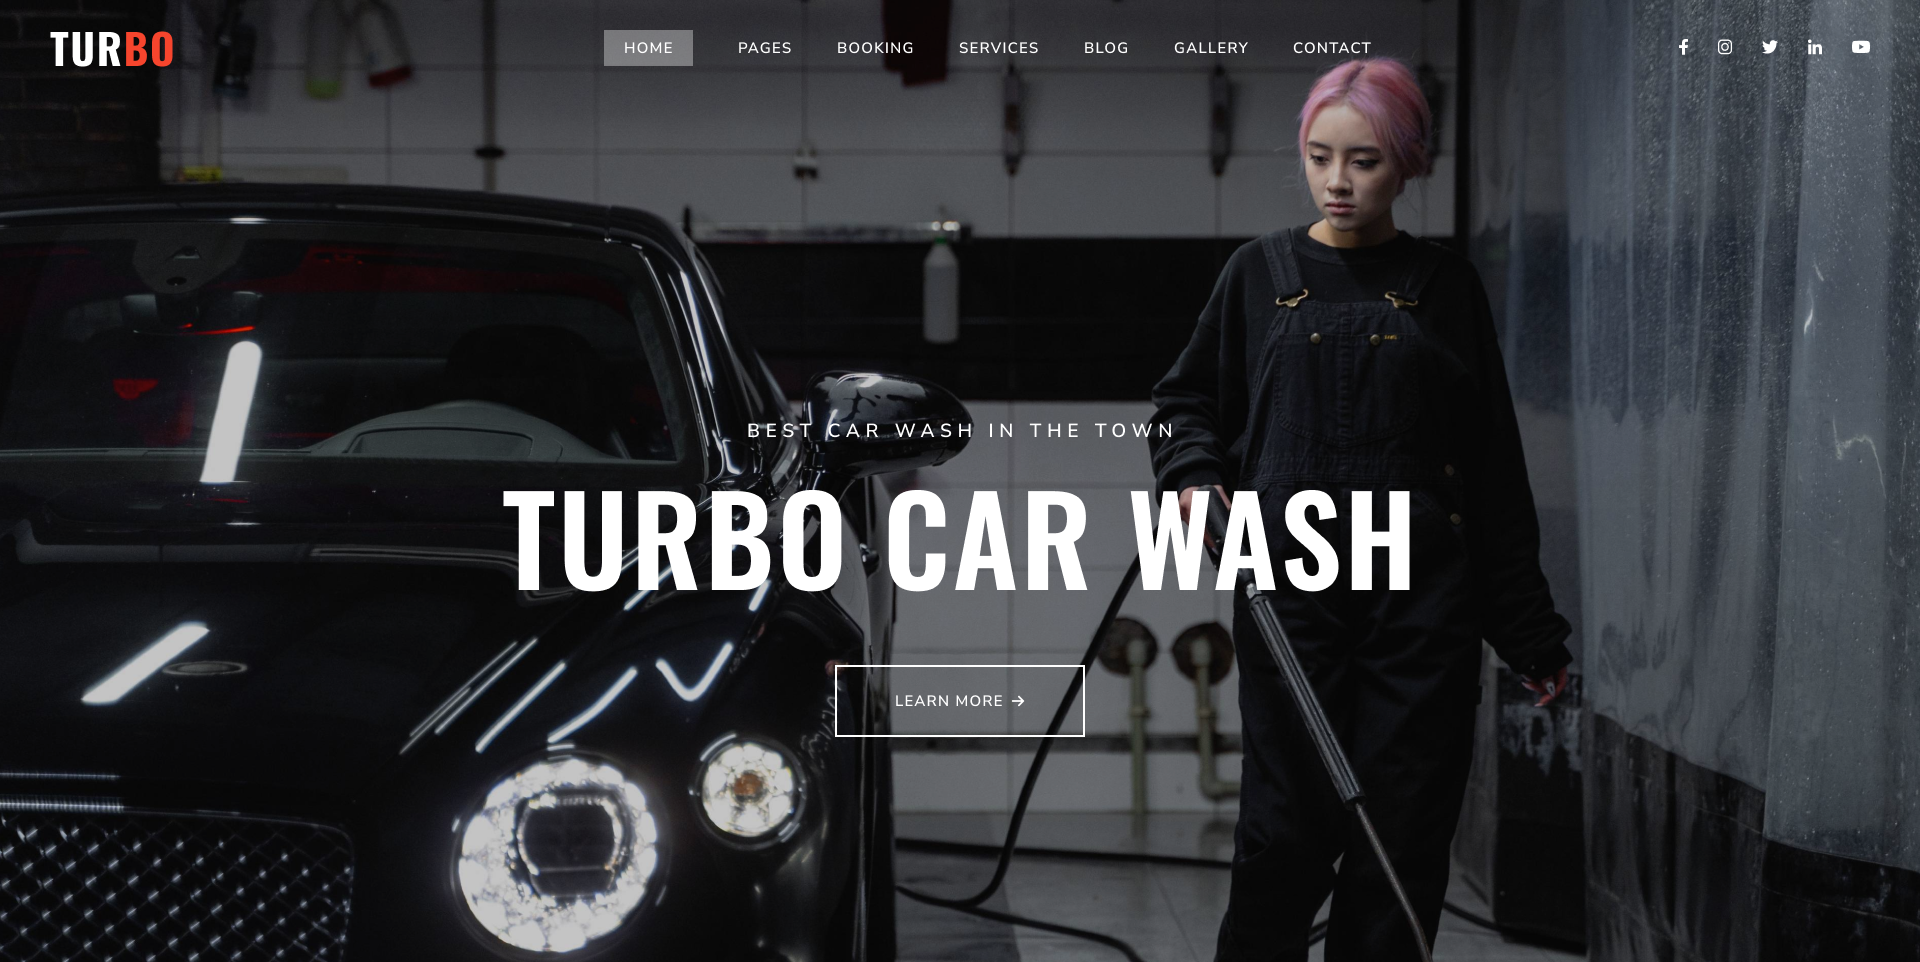 TURBO
HOME
PAGES
BOOKING
SERVICES
BLOG
GALLERY
CONTACT
BEST CAR WASH IN THE TOWN
TURBO CAR WASH
LEARN MORE →